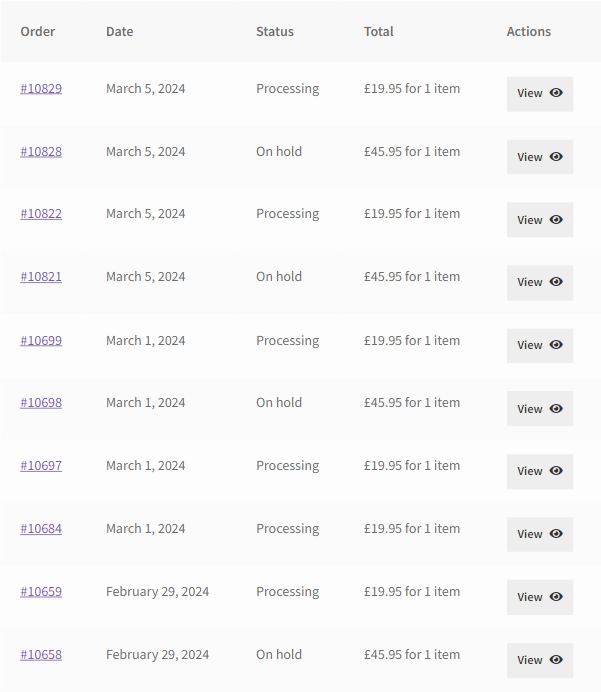 Order Date Status Total Actions
#10829 March 5, 2024 Processing £19.95 for 1 item View
#10828 March 5, 2024 On hold £45.95 for 1 item View
#10822 March 5, 2024 Processing £19.95 for 1 item View
#10821 March 5, 2024 On hold £45.95 for 1 item View
#10699 March 1, 2024 Processing £19.95 for 1 item View
#10698 March 1, 2024 On hold £45.95 for 1 item View
#10697 March 1, 2024 Processing £19.95 for 1 item View
#10684 March 1, 2024 Processing £19.95 for 1 item View
#10659 February 29, 2024 Processing £19.95 for 1 item View
#10658 February 29, 2024 On hold £45.95 for 1 item View